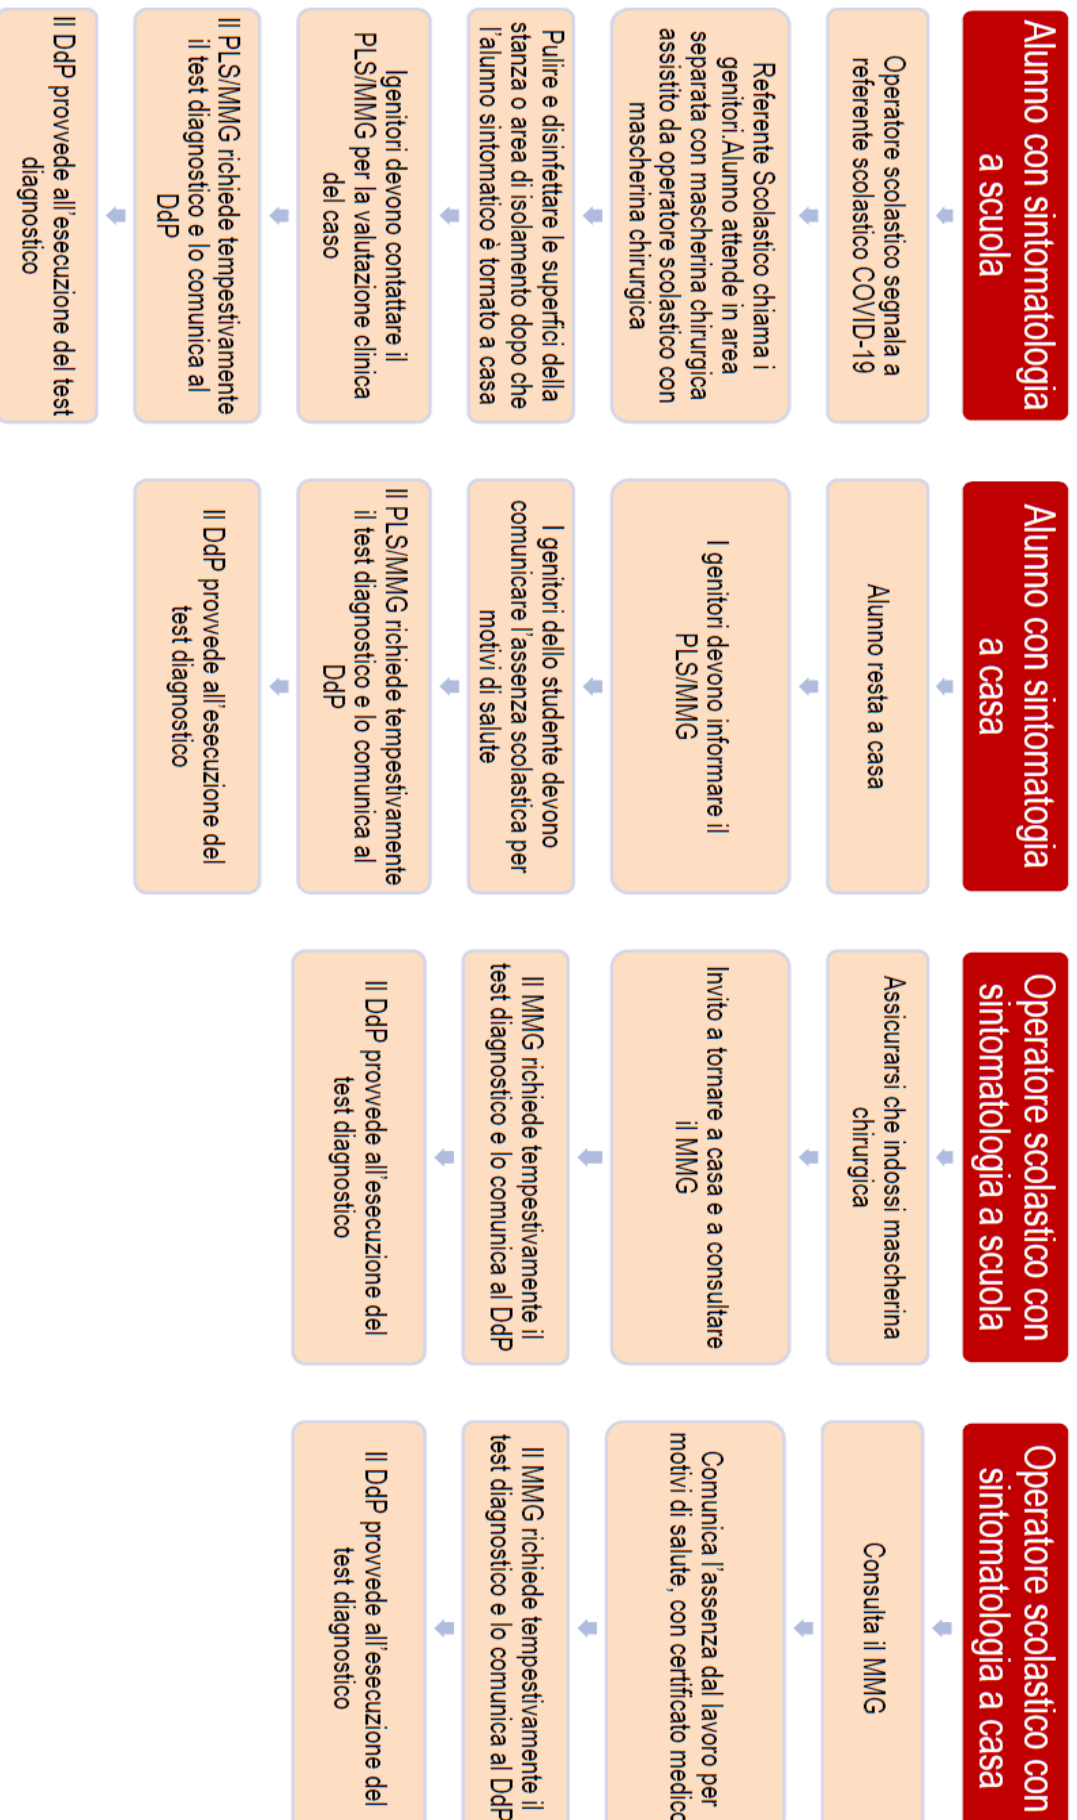 Alunno con sintomatologia
a scuola
Operatore scolastico segnala a
referente scolastico COVID-19
Referente Scolastico chiama i
genitori.Alunno attende in area
separata con mascherina chirurgica
assistito da operatore scolastico con
mascherina chirurgica
Pulire e disinfettare le superfici della
stanza o area di isolamento dopo che
l'alunno sintomatico è tornato a casa
Igenitori devono contattare il
PLS/MMG per la valutazione clinica
del caso
Il PLS/MMG richiede tempestivamente
il test diagnostico e lo comunica al
DdP
Il DdP provvede all'esecuzione del test
diagnostico
Alunno con sintomatogia
a casa
Alunno resta a casa
I genitori devono informare il
PLS/MMG
I genitori dello studente devono
comunicare l'assenza scolastica per
motivi di salute
Il PLS/MMG richiede tempestivamente
il test diagnostico e lo comunica al
DdP
Il DdP provvede all'esecuzione del
test diagnostico
Operatore scolastico con
sintomatologia a scuola
Assicurarsi che indossi mascherina
chirurgica
Invito a tornare a casa e a consultare
il MMG
Il MMG richiede tempestivamente il
test diagnostico e lo comunica al DdP
Il DdP provvede all'esecuzione del
test diagnostico
Operatore scolastico con
sintomatologia a casa
Consulta il MMG
Comunica l'assenza dal lavoro per
motivi di salute, con certificato medico
Il MMG richiede tempestivamente il
test diagnostico e lo comunica al DdP
Il DdP provvede all'esecuzione del
test diagnostico